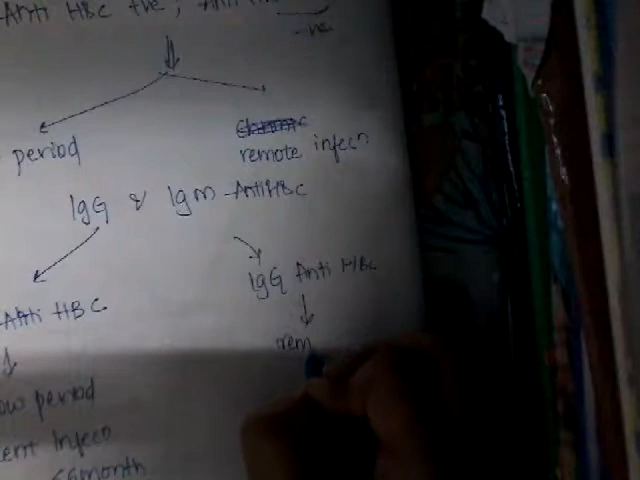 Anti HBC +ve, Anti
-ve
period
remote infecn
IgG & IgM-AntiHBC
IgG Anti HBC
-Anti HBC
rem
ow period
ent Infecn
<6month